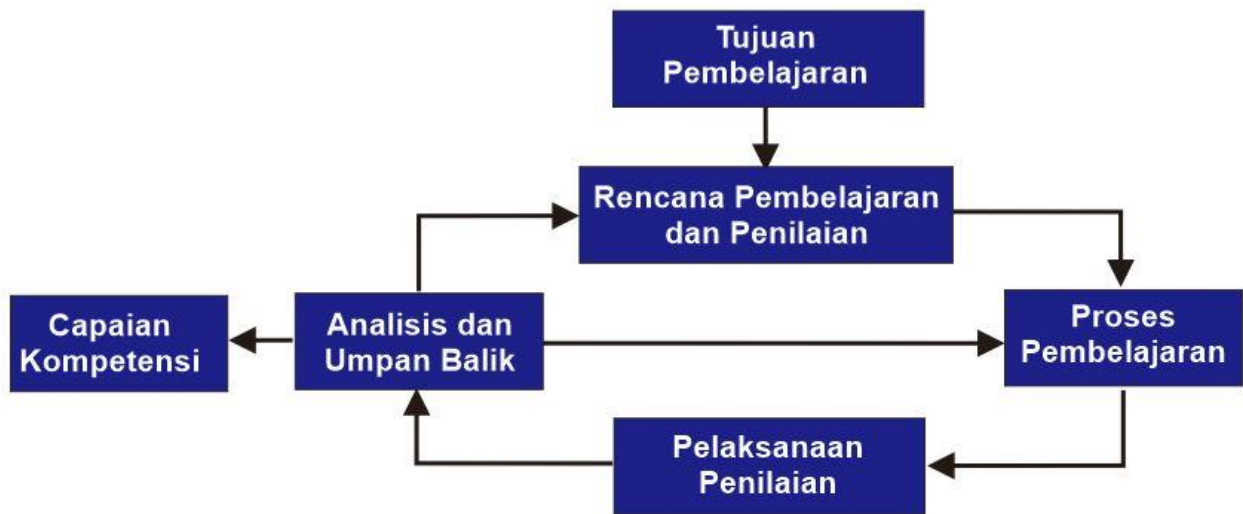 Tujuan
Pembelajaran
Rencana Pembelajaran
dan Penilaian
Capaian
Kompetensi
Analisis dan
Umpan Balik
Proses
Pembelajaran
Pelaksanaan
Penilaian